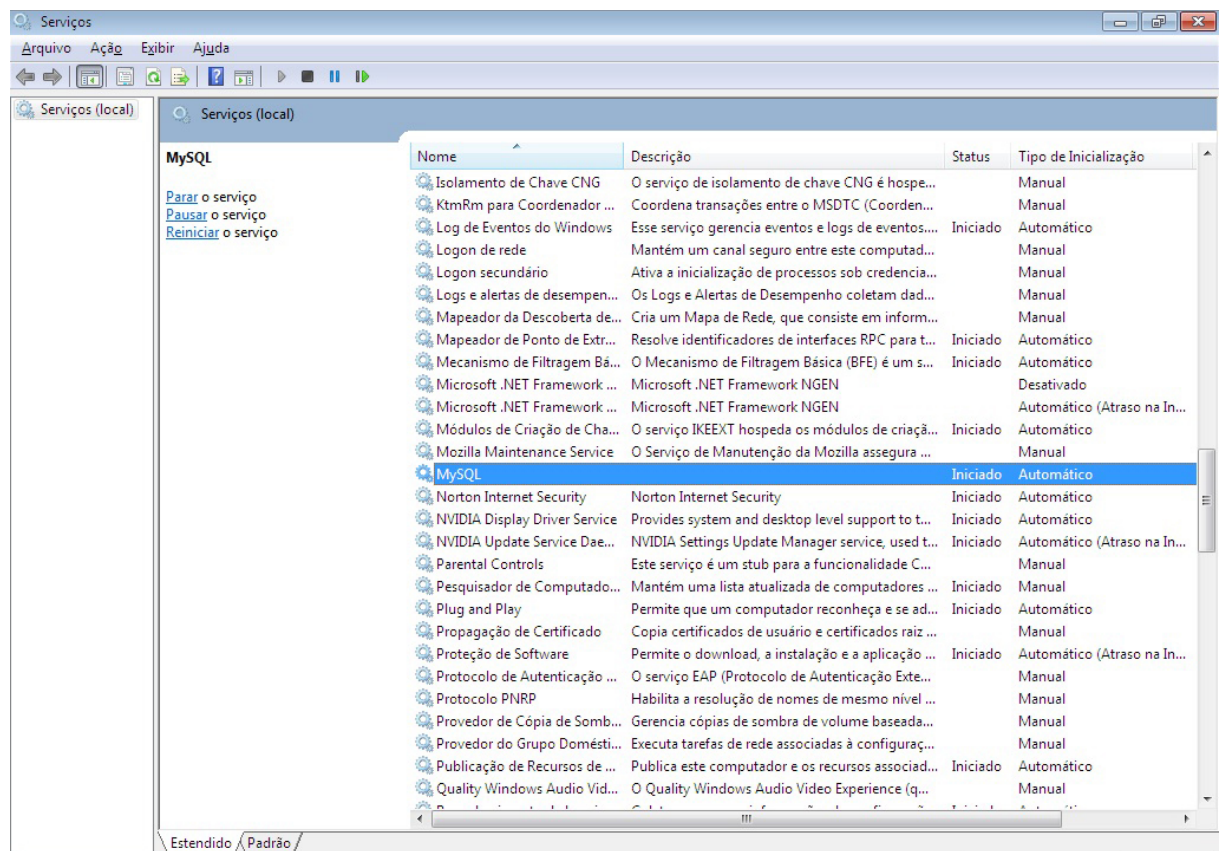 Serviços
Arquivo Ação Exibir Ajuda
Serviços (local)
Serviços (local)
MySQL
Parar o serviço
Pausar o serviço
Reiniciar o serviço
Nome Descrição Status Tipo de Inicialização
Isolamento de Chave CNG O serviço de isolamento de chave CNG é hospe... Manual
KtmRm para Coordenador ... Coordena transações entre o MSDTC (Coorden... Manual
Log de Eventos do Windows Esse serviço gerencia eventos e logs de eventos.... Iniciado Automático
Logon de rede Mantém um canal seguro entre este computad... Manual
Logon secundário Ativa a inicialização de processos sob credencia... Manual
Logs e alertas de desempen... Os Logs e Alertas de Desempenho coletam dad... Manual
Mapeador da Descoberta de... Cria um Mapa de Rede, que consiste em inform... Manual
Mapeador de Ponto de Extr... Resolve identificadores de interfaces RPC para t... Iniciado Automático
Mecanismo de Filtragem Bá... O Mecanismo de Filtragem Básica (BFE) é um s... Iniciado Automático
Microsoft .NET Framework ... Microsoft .NET Framework NGEN Desativado
Microsoft .NET Framework ... Microsoft .NET Framework NGEN Automático (Atraso na In...
Módulos de Criação de Cha... O serviço IKEEXT hospeda os módulos de criaçã... Iniciado Automático
Mozilla Maintenance Service O Serviço de Manutenção da Mozilla assegura ... Manual
MySQL Iniciado Automático
Norton Internet Security Norton Internet Security Iniciado Automático
NVIDIA Display Driver Service Provides system and desktop level support to t... Iniciado Automático
NVIDIA Update Service Dae... NVIDIA Settings Update Manager service, used t... Iniciado Automático (Atraso na In...
Parental Controls Este serviço é um stub para a funcionalidade C... Manual
Pesquisador de Computado... Mantém uma lista atualizada de computadores ... Iniciado Manual
Plug and Play Permite que um computador reconheça e se ad... Iniciado Automático
Propagação de Certificado Copia certificados de usuário e certificados raiz ... Manual
Proteção de Software Permite o download, a instalação e a aplicação ... Iniciado Automático (Atraso na In...
Protocolo de Autenticação ... O serviço EAP (Protocolo de Autenticação Exte... Manual
Protocolo PNRP Habilita a resolução de nomes de mesmo nível ... Manual
Provedor de Cópia de Somb... Gerencia cópias de sombra de volume baseada... Manual
Provedor do Grupo Domésti... Executa tarefas de rede associadas à configuraç... Manual
Publicação de Recursos de ... Publica este computador e os recursos associad... Iniciado Automático
Quality Windows Audio Vid... O Quality Windows Audio Video Experience (q... Manual
Estendido Padrão